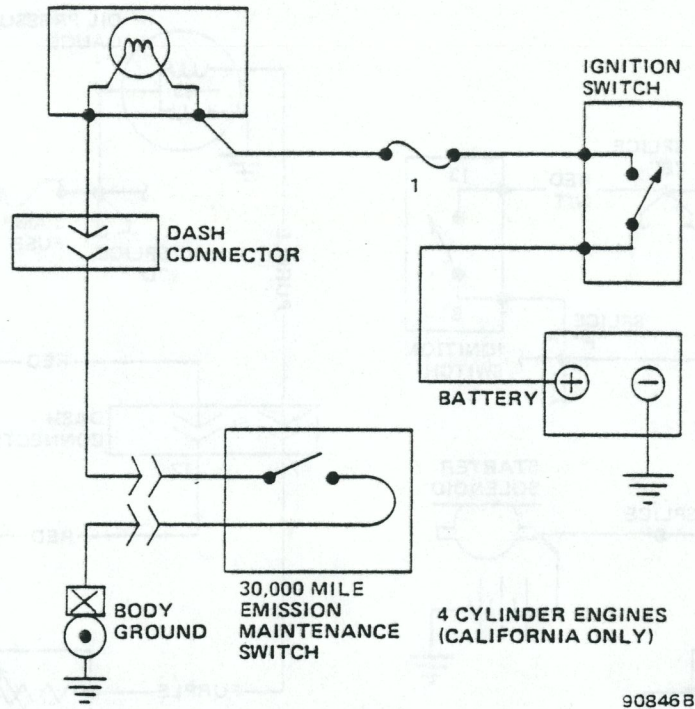 IGNITION
SWITCH
1
DASH
CONNECTOR
BATTERY
+
-
30,000 MILE
EMISSION
MAINTENANCE
SWITCH
BODY
GROUND
4 CYLINDER ENGINES
(CALIFORNIA ONLY)
90846B